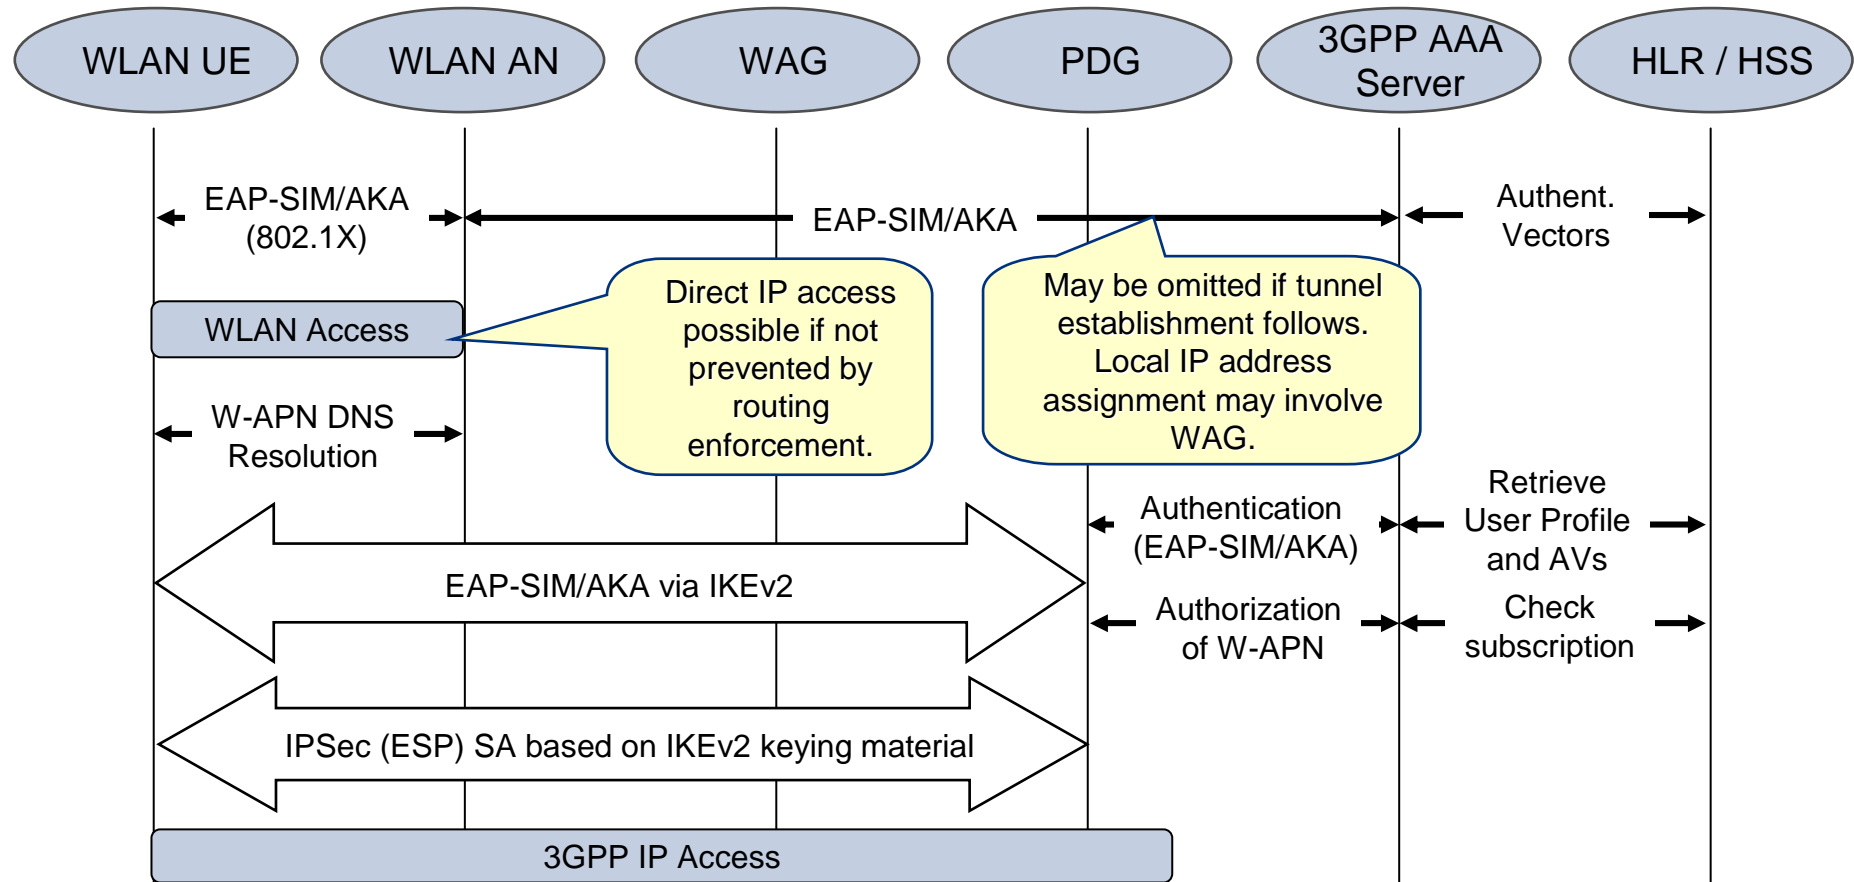 WLAN UE
WLAN AN
WAG
PDG
3GPP AAA
Server
HLR / HSS
EAP-SIM/AKA
(802.1X)
EAP-SIM/AKA
Authent.
Vectors
Direct IP access
possible if not
prevented by
routing
enforcement.
May be omitted if tunnel
establishment follows.
Local IP address
assignment may involve
WAG.
WLAN Access
W-APN DNS
Resolution
Authentication
(EAP-SIM/AKA)
Retrieve
User Profile
and AVs
EAP-SIM/AKA via IKEv2
Authorization
of W-APN
Check
subscription
IPSec (ESP) SA based on IKEv2 keying material
3GPP IP Access